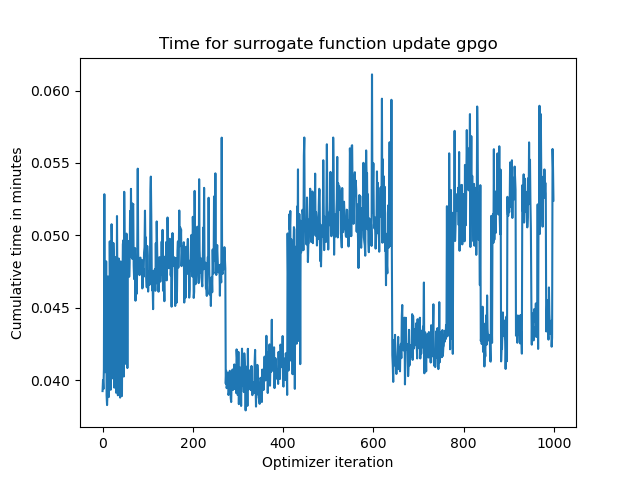 Time for surrogate function update gpgo
0.060
0.055
0.050
0.045
0.040
Cumulative time in minutes
0 200 400 600 800 1000
Optimizer iteration